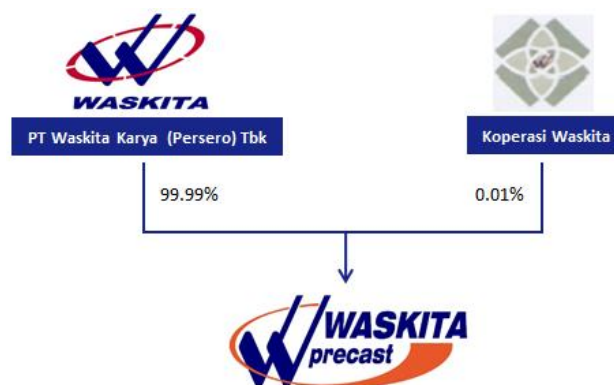 WASKITA
PT Waskita Karya (Persero) Tbk
Koperasi Waskita
99.99%
0.01%
WASKITA
precast